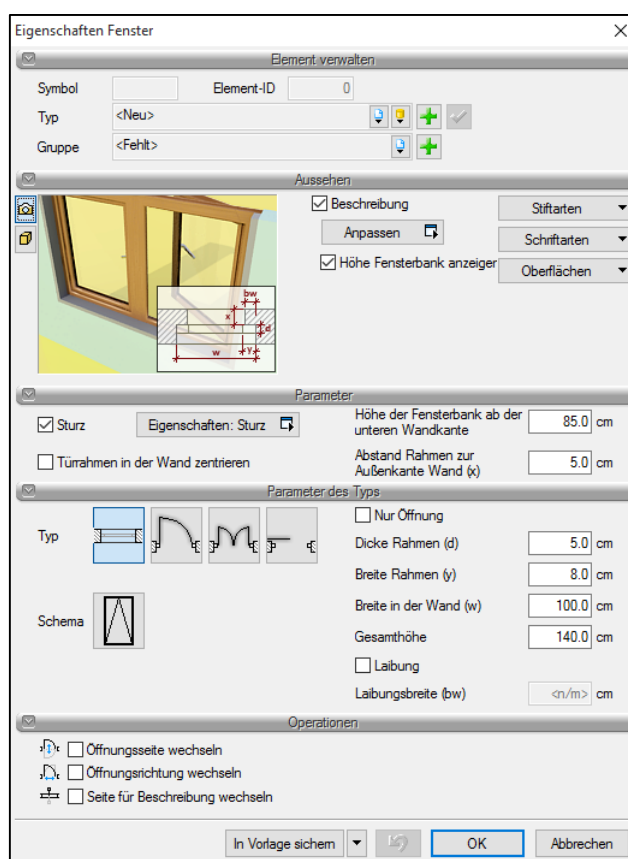 Eigenschaften Fenster
Element verwalten
Symbol Element-ID 0
Typ <Neu>
Gruppe <Fehlt>
Aussehen
Beschreibung Stiftarten
Anpassen Schriftarten
Höhe Fensterbank anzeiger Oberflächen
bw
x
d
w y
Parameter
Sturz Eigenschaften: Sturz Höhe der Fensterbank ab der unteren Wandkante 85.0 cm
Türrahmen in der Wand zentrieren Abstand Rahmen zur Außenkante Wand (x) 5.0 cm
Parameter des Typs
Typ Nur Öffnung
Dicke Rahmen (d) 5.0 cm
Breite Rahmen (y) 8.0 cm
Schema Breite in der Wand (w) 100.0 cm
Gesamthöhe 140.0 cm
Laibung
Laibungsbreite (bw) <n/m> cm
Operationen
Öffnungsseite wechseln
Öffnungsrichtung wechseln
Seite für Beschreibung wechseln
In Vorlage sichern OK Abbrechen